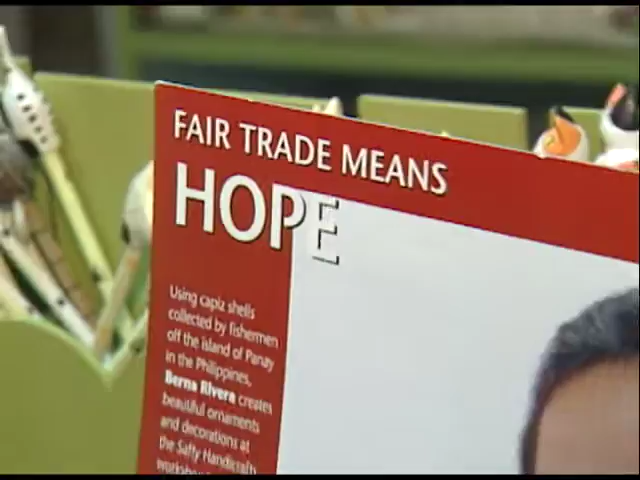 FAIR TRADE MEANS
HOPE
Using capiz shells
collected by fishermen
off the island of Panay
in the Philippines,
Berna Rivera creates
beautiful ornaments
and decorations at
the Salty Handicraft